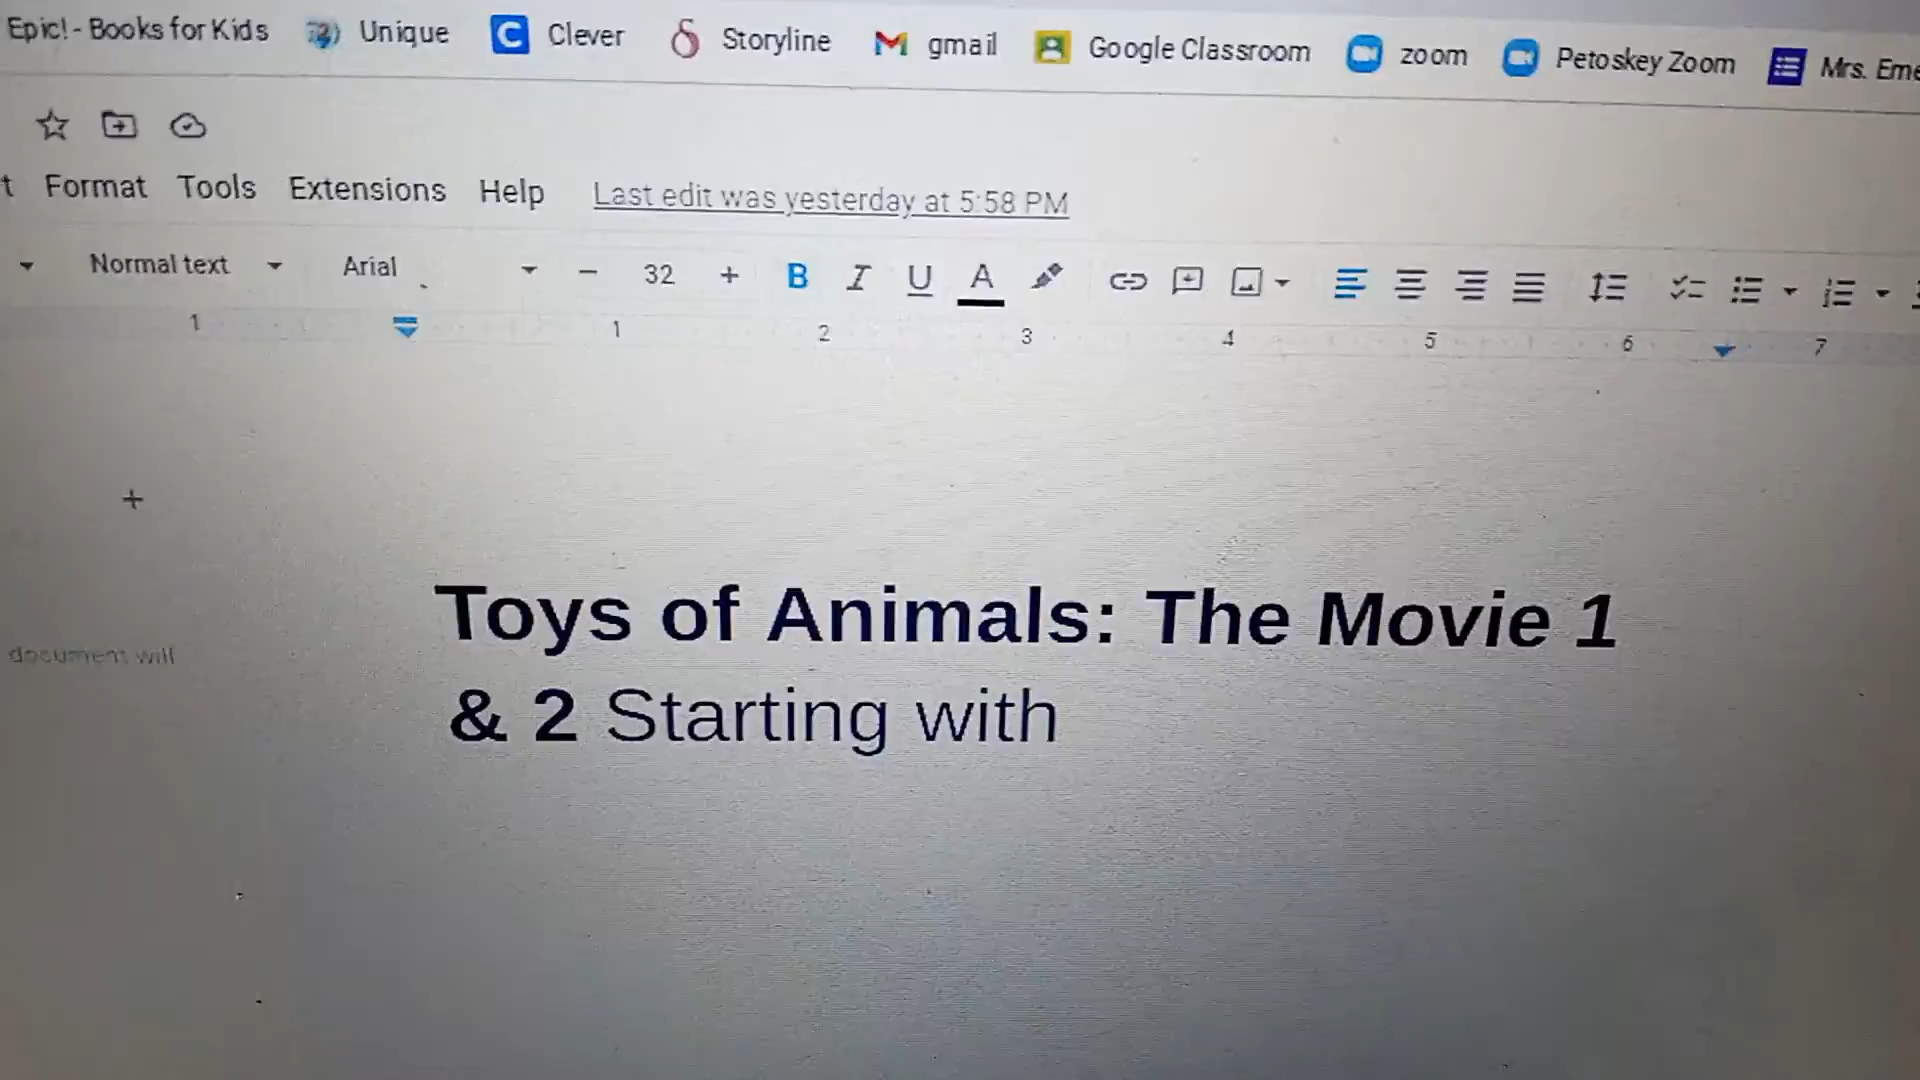 Epic! - Books for Kids Unique Clever Storyline gmail Google Classroom zoom Petoskey Zoom Mrs. Eme
t Format Tools Extensions Help Last edit was yesterday at 5:58 PM
Normal text Arial − 32 + B I U A
1 1 2 3 4 5 6 7
Toys of Animals: The Movie 1
document will
& 2 Starting with